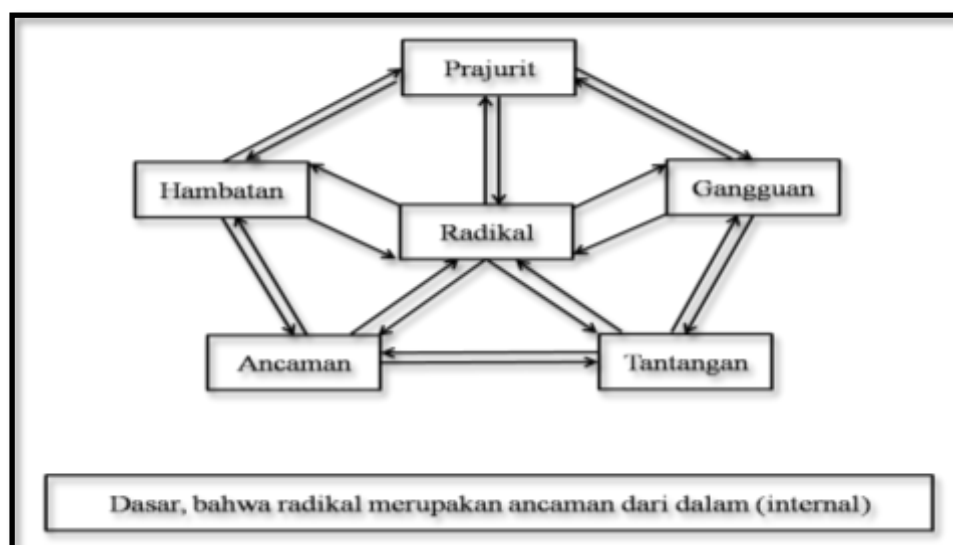 Prajurit
Hambatan
Gangguan
Radikal
Ancaman
Tantangan
Dasar, bahwa radikal merupakan ancaman dari dalam (internal)